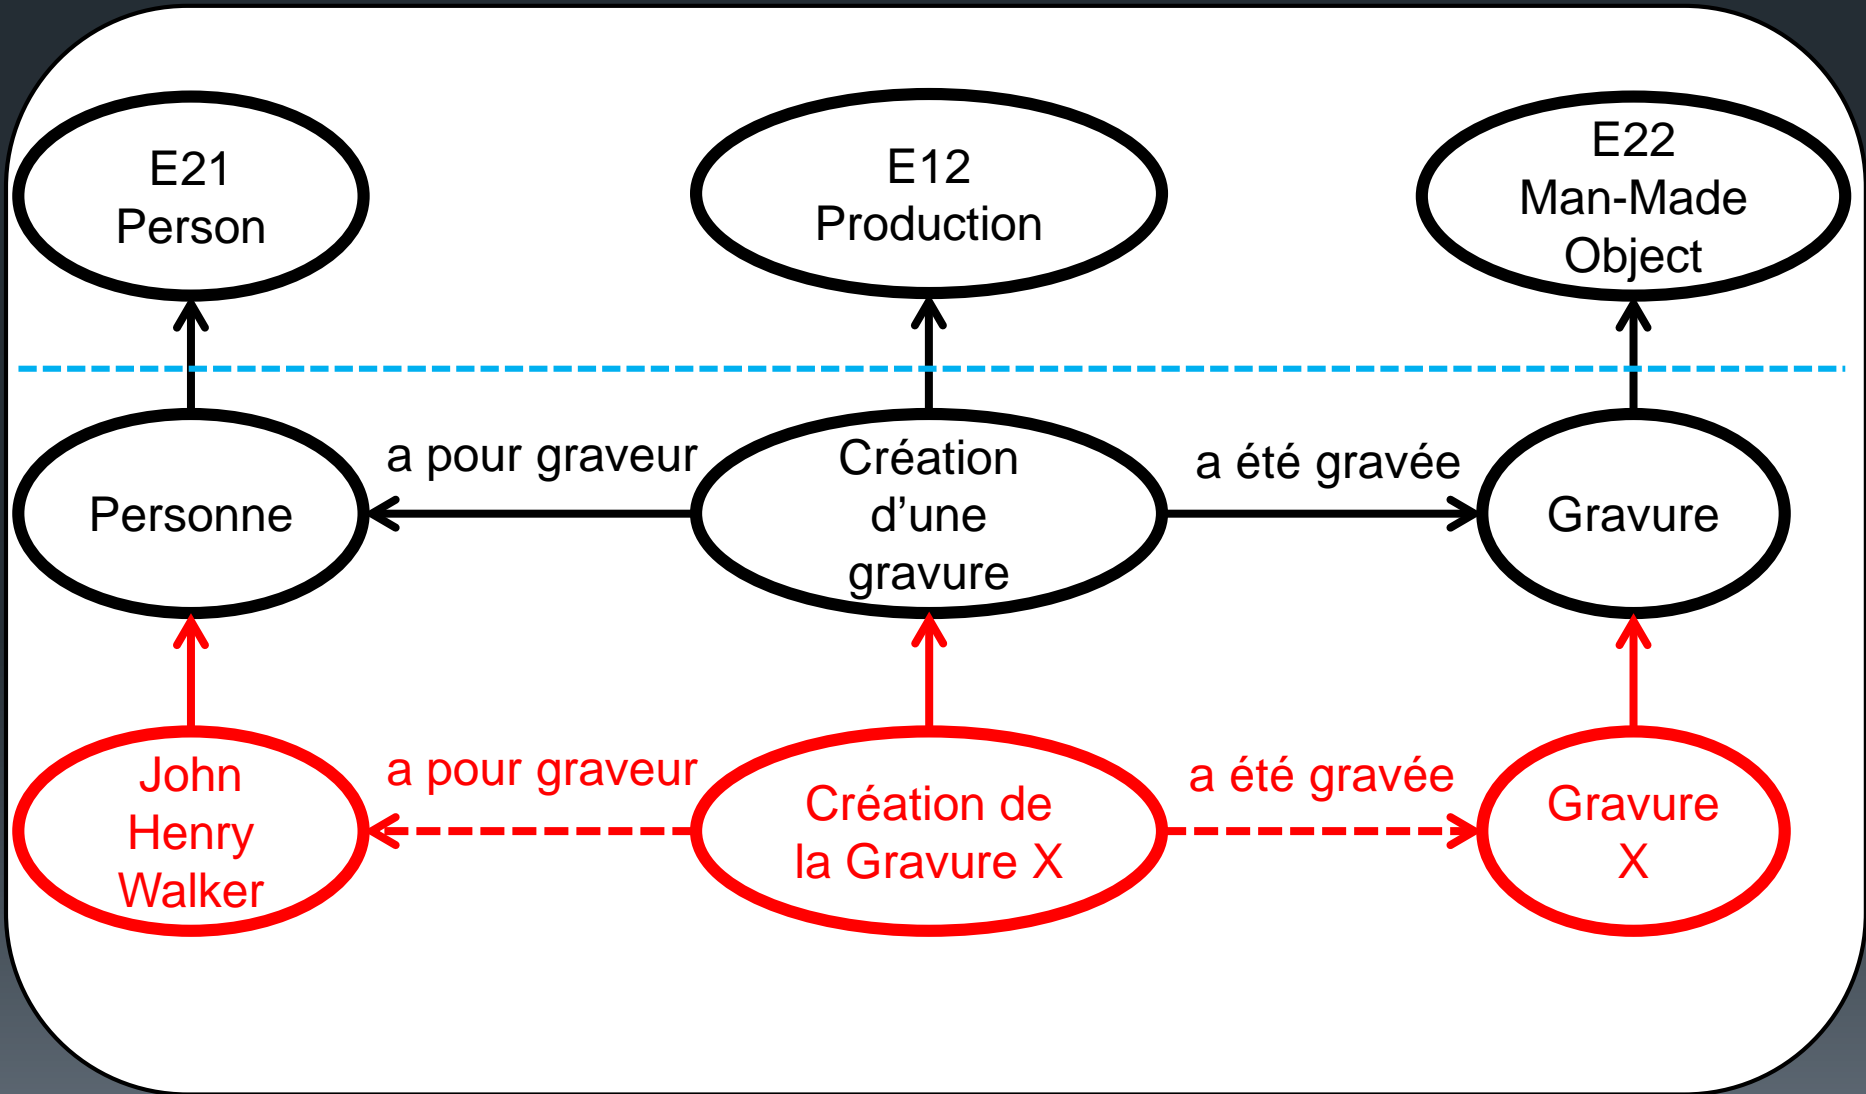 E21
Person
E12
Production
E22
Man-Made
Object
Personne
a pour graveur
Création
d’une
gravure
a été gravée
Gravure
John
Henry
Walker
a pour graveur
Création de
la Gravure X
a été gravée
Gravure
X